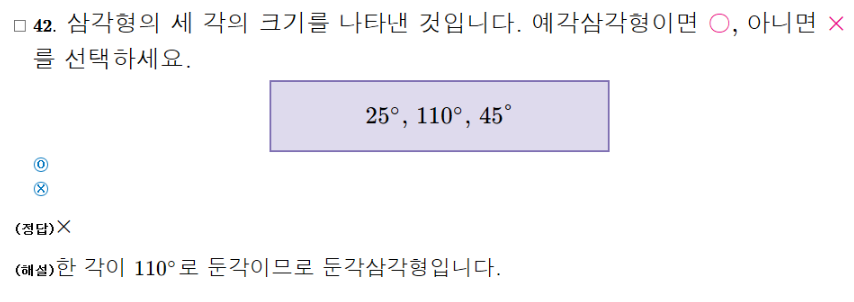 □ 42. 삼각형의 세 각의 크기를 나타낸 것입니다. 예각삼각형이면 ○, 아니면 ×
를 선택하세요.
25°, 110°, 45°
ⓞ
ⓧ
(정답)×
(해설)한 각이 110°로 둔각이므로 둔각삼각형입니다.